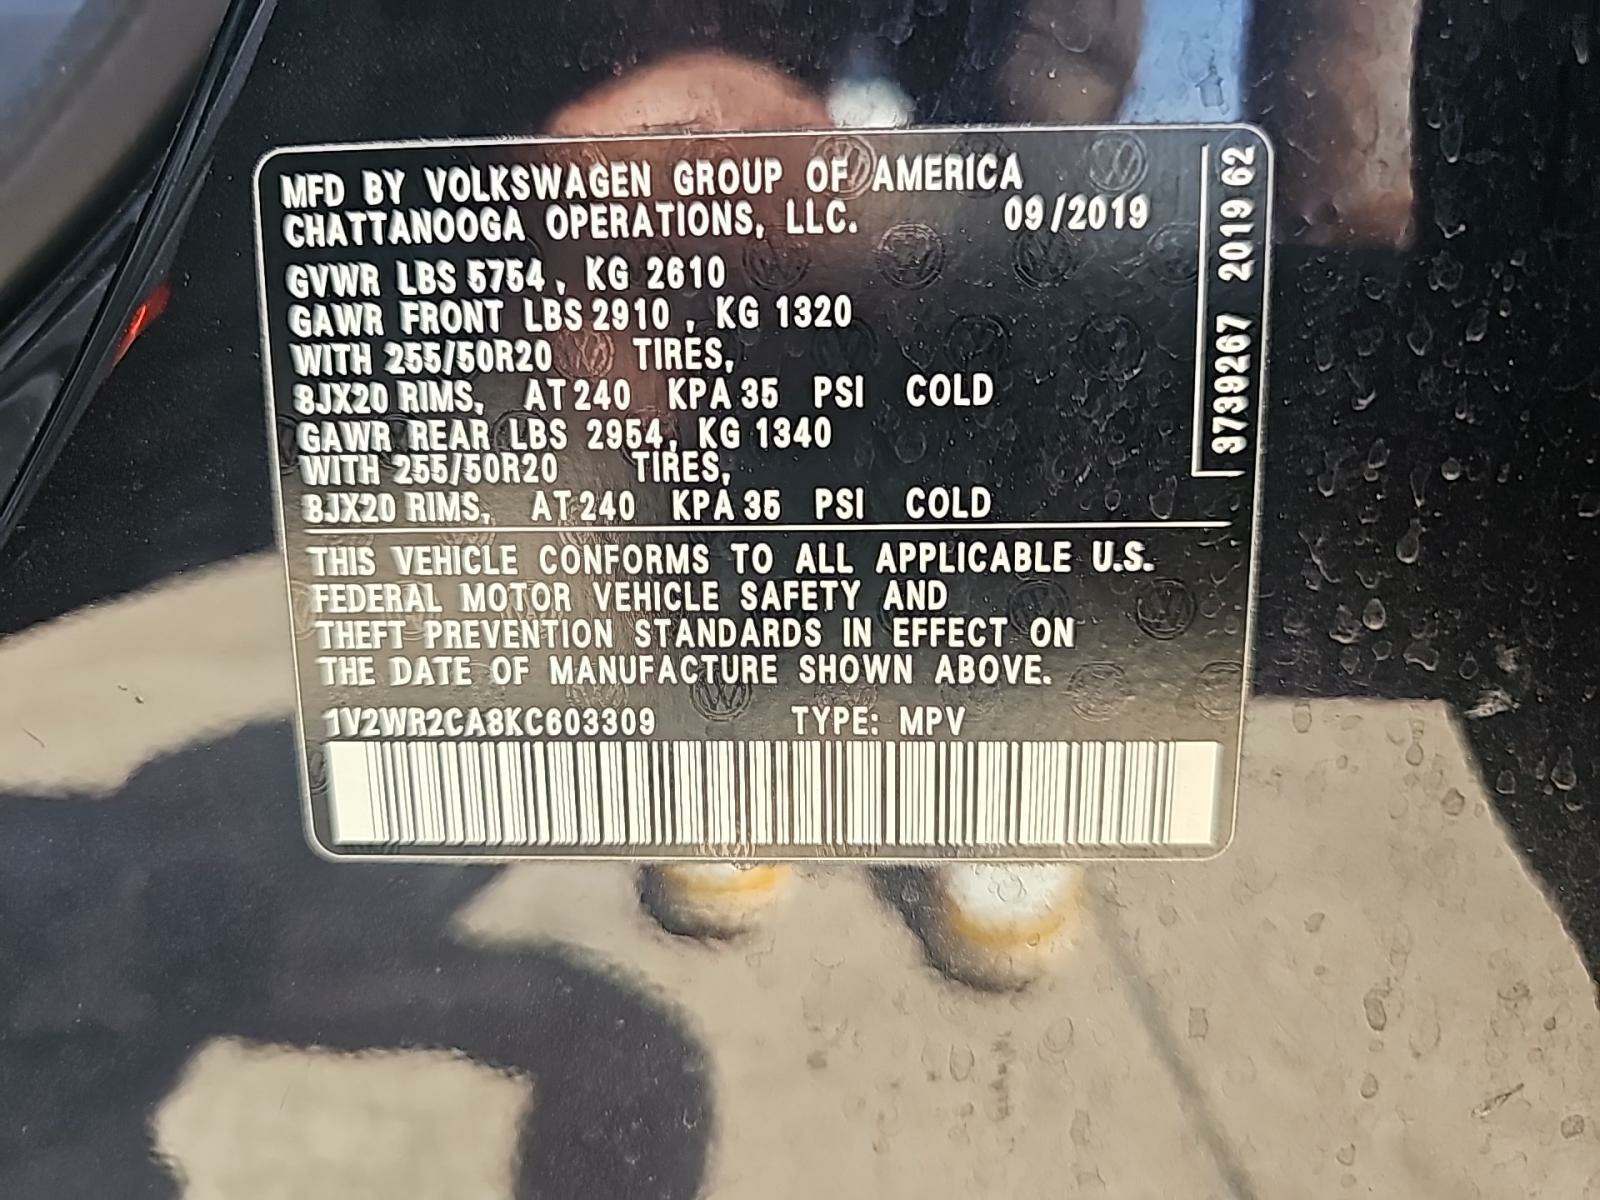 MFD BY VOLKSWAGEN GROUP OF AMERICA
CHATTANOOGA OPERATIONS, LLC. 09/2019
GVWR LBS 5754, KG 2610
GAWR FRONT LBS 2910, KG 1320
WITH 255/50R20 TIRES,
8JX20 RIMS, AT 240 KPA 35 PSI COLD
GAWR REAR LBS 2954, KG 1340
WITH 255/50R20 TIRES,
8JX20 RIMS, AT 240 KPA 35 PSI COLD
THIS VEHICLE CONFORMS TO ALL APPLICABLE U.S.
FEDERAL MOTOR VEHICLE SAFETY AND
THEFT PREVENTION STANDARDS IN EFFECT ON
THE DATE OF MANUFACTURE SHOWN ABOVE.
1V2WR2CA8KC603309 TYPE: MPV
3739267 2019 62